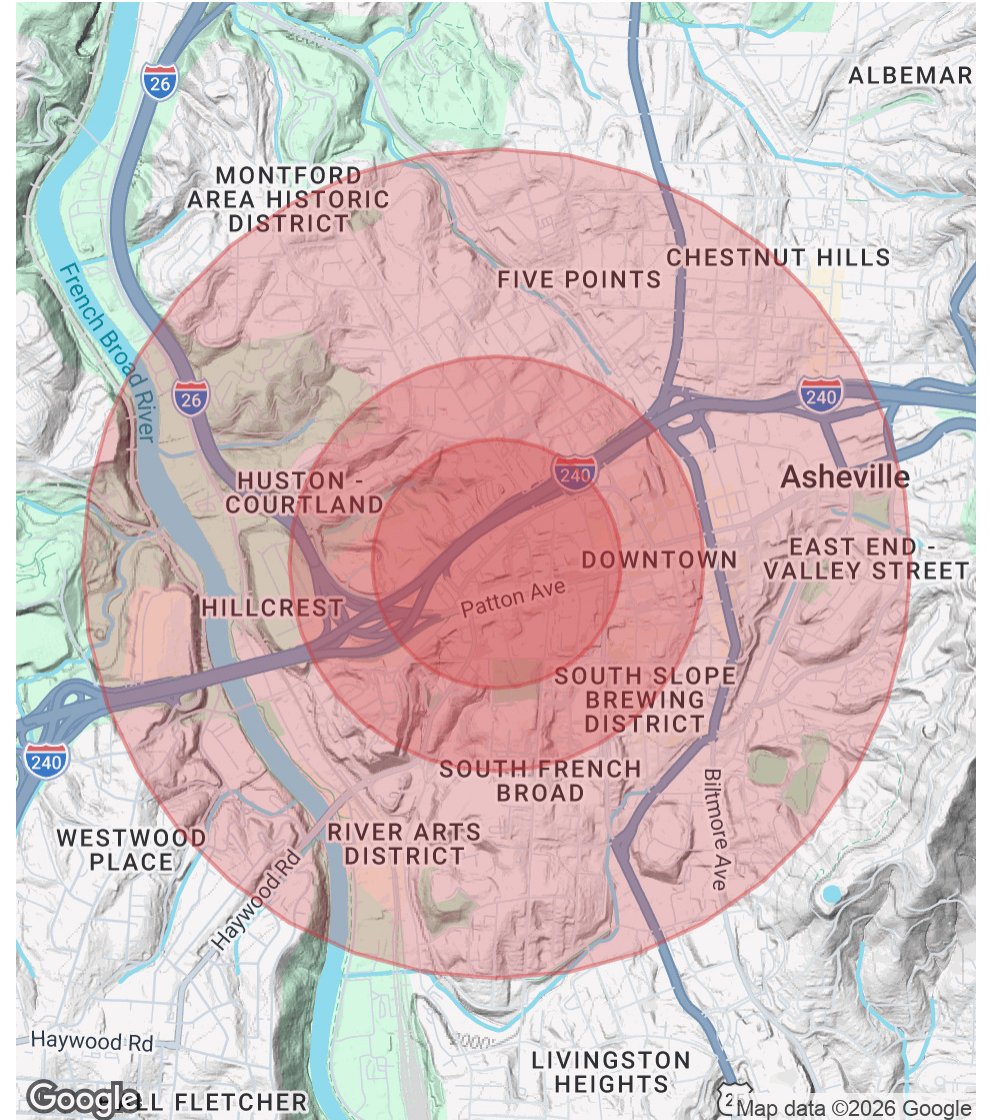 26
ALBEMAR
MONTFORD
AREA HISTORIC
DISTRICT
CHESTNUT HILLS
FIVE POINTS
French Broad River
26
240
240
Asheville
HUSTON -
COURTLAND
DOWNTOWN
EAST END -
VALLEY STREET
Patton Ave
HILLCREST
SOUTH SLOPE
BREWING
DISTRICT
240
SOUTH FRENCH
BROAD
Biltmore Ave
WESTWOOD
PLACE
RIVER ARTS
DISTRICT
Haywood Rd
Haywood Rd
LIVINGSTON
HEIGHTS
Google
FLETCHER
Map data ©2026 Google